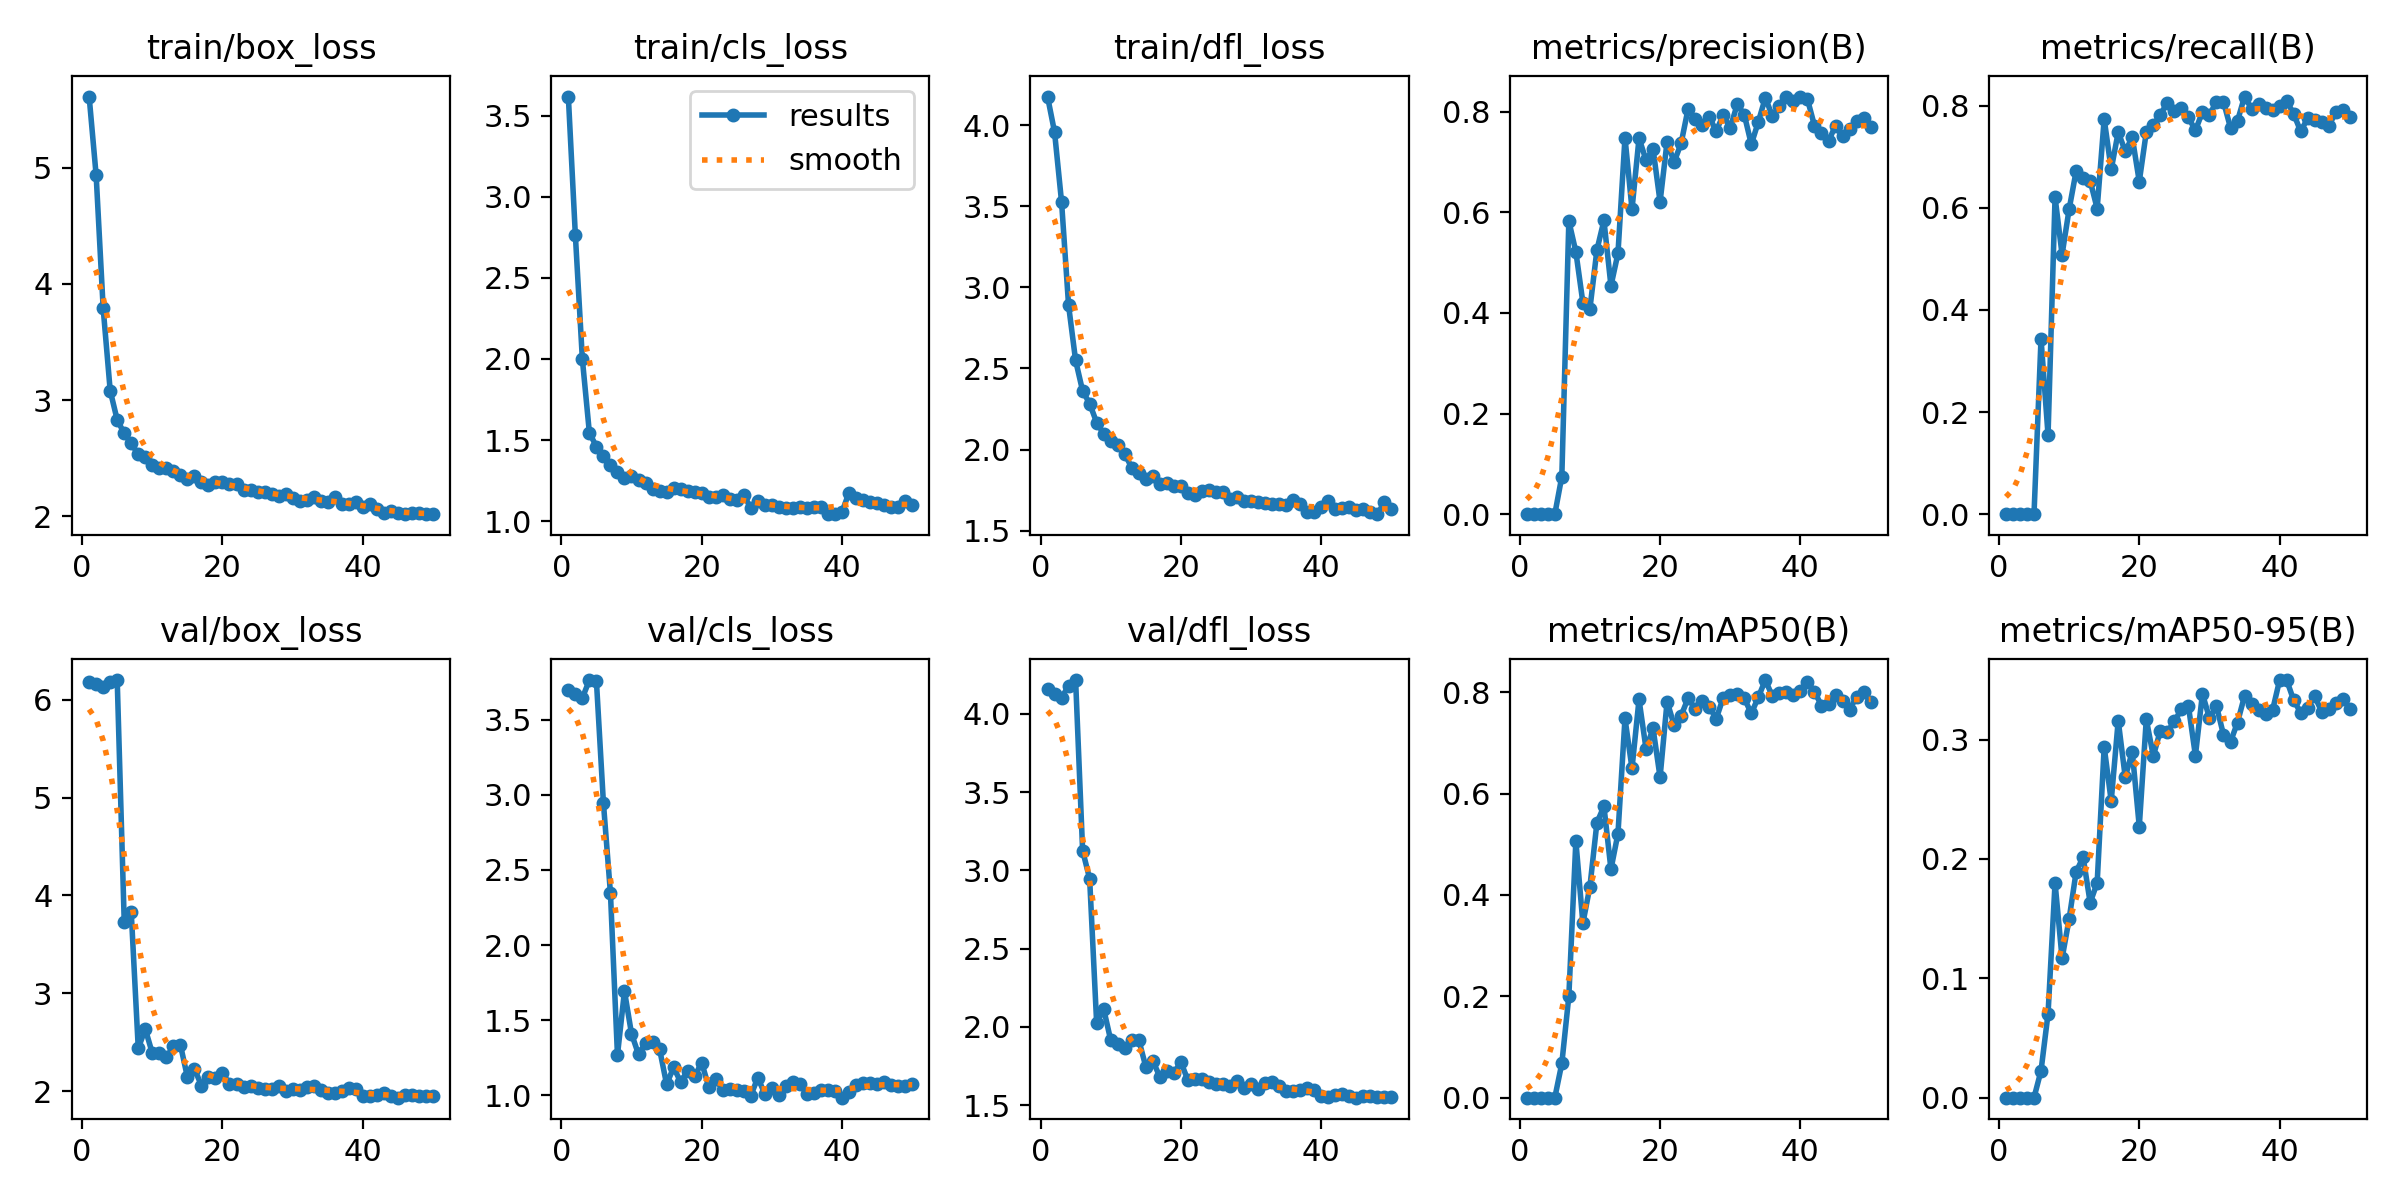 train/box_loss
5
4
3
2
0 20 40
train/cls_loss
results
smooth
3.5
3.0
2.5
2.0
1.5
1.0
0 20 40
train/dfl_loss
4.0
3.5
3.0
2.5
2.0
1.5
0 20 40
metrics/precision(B)
0.8
0.6
0.4
0.2
0.0
0 20 40
metrics/recall(B)
0.8
0.6
0.4
0.2
0.0
0 20 40
val/box_loss
6
5
4
3
2
0 20 40
val/cls_loss
3.5
3.0
2.5
2.0
1.5
1.0
0 20 40
val/dfl_loss
4.0
3.5
3.0
2.5
2.0
1.5
0 20 40
metrics/mAP50(B)
0.8
0.6
0.4
0.2
0.0
0 20 40
metrics/mAP50-95(B)
0.3
0.2
0.1
0.0
0 20 40